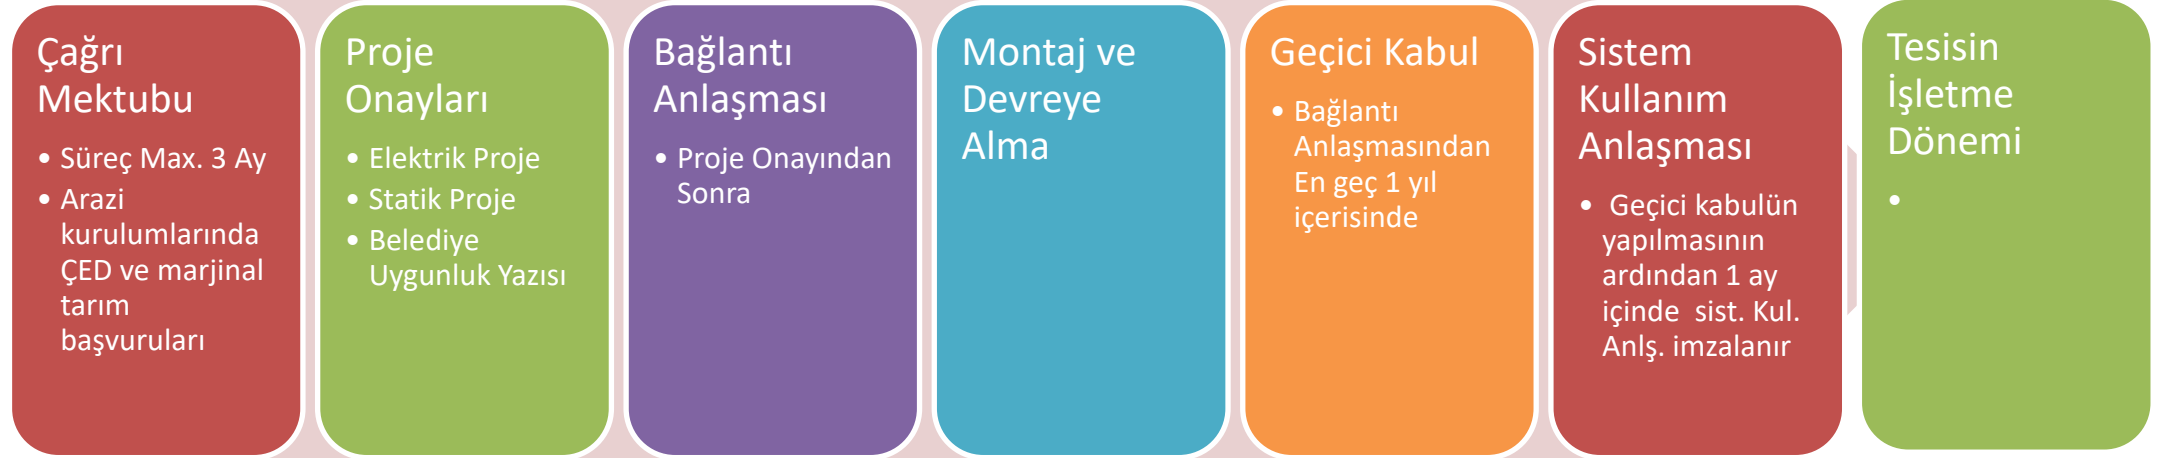 Çağrı
Mektubu
• Süreç Max. 3 Ay
• Arazi
kurulumlarında
ÇED ve marjinal
tarım
başvuruları
Proje
Onayları
• Elektrik Proje
• Statik Proje
• Belediye
Uygunluk Yazısı
Bağlantı
Anlaşması
• Proje Onayından
Sonra
Montaj ve
Devreye
Alma
Geçici Kabul
• Bağlantı
Anlaşmasından
En geç 1 yıl
içerisinde
Sistem
Kullanım
Anlaşması
• Geçici kabulün
yapılmasının
ardından 1 ay
içinde sist. Kul.
Anlş. imzalanır
Tesisin
İşletme
Dönemi
•